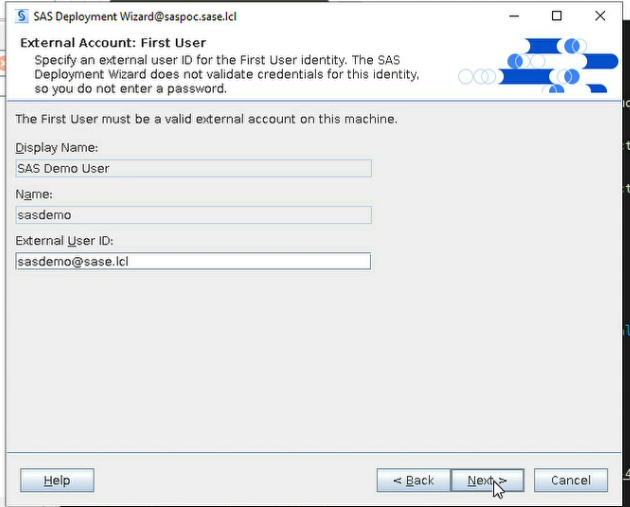 SAS Deployment Wizard@saspoc.sase.lcl
External Account: First User
Specify an external user ID for the First User identity. The SAS
Deployment Wizard does not validate credentials for this identity,
so you do not enter a password.
The First User must be a valid external account on this machine.
Display Name:
SAS Demo User
Name:
sasdemo
External User ID:
sasdemo@sase.lcl
Help
< Back
Next >
Cancel